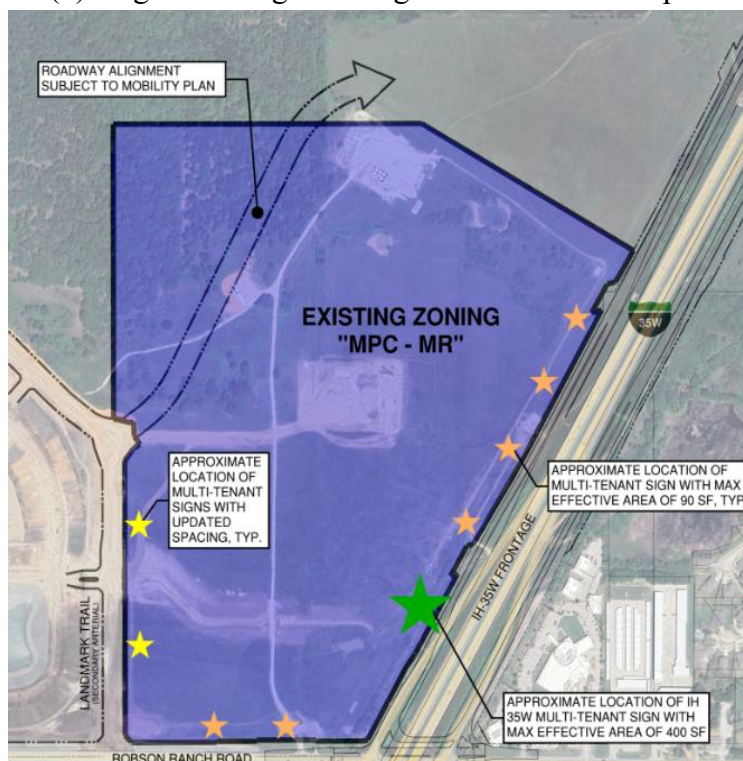 ROADWAY ALIGNMENT
SUBJECT TO MOBILITY PLAN
EXISTING ZONING
"MPC - MR"
35W
APPROXIMATE
LOCATION OF
MULTI-TENANT
SIGNS WITH
UPDATED
SPACING, TYP.
APPROXIMATE LOCATION OF
MULTI-TENANT SIGN WITH MAX
EFFECTIVE AREA OF 90 SF, TYP
IH-35W FRONTAGE
LANDMARK TRAIL
(SECONDARY ARTERIAL)
APPROXIMATE LOCATION OF IH
35W MULTI-TENANT SIGN WITH
MAX EFFECTIVE AREA OF 400 SF
ROBSON RANCH ROAD